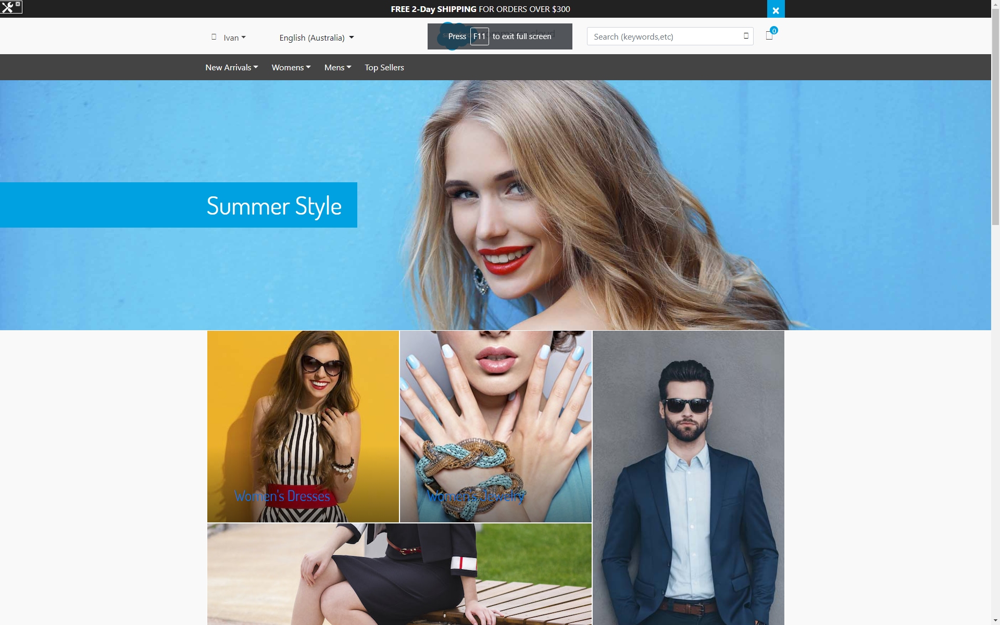 FREE 2-Day SHIPPING FOR ORDERS OVER $300
Ivan
English (Australia)
Press F11 to exit full screen
Search (keywords,etc)
0
New Arrivals
Womens
Mens
Top Sellers
Summer Style
Women's Dresses
Women's Jewelry